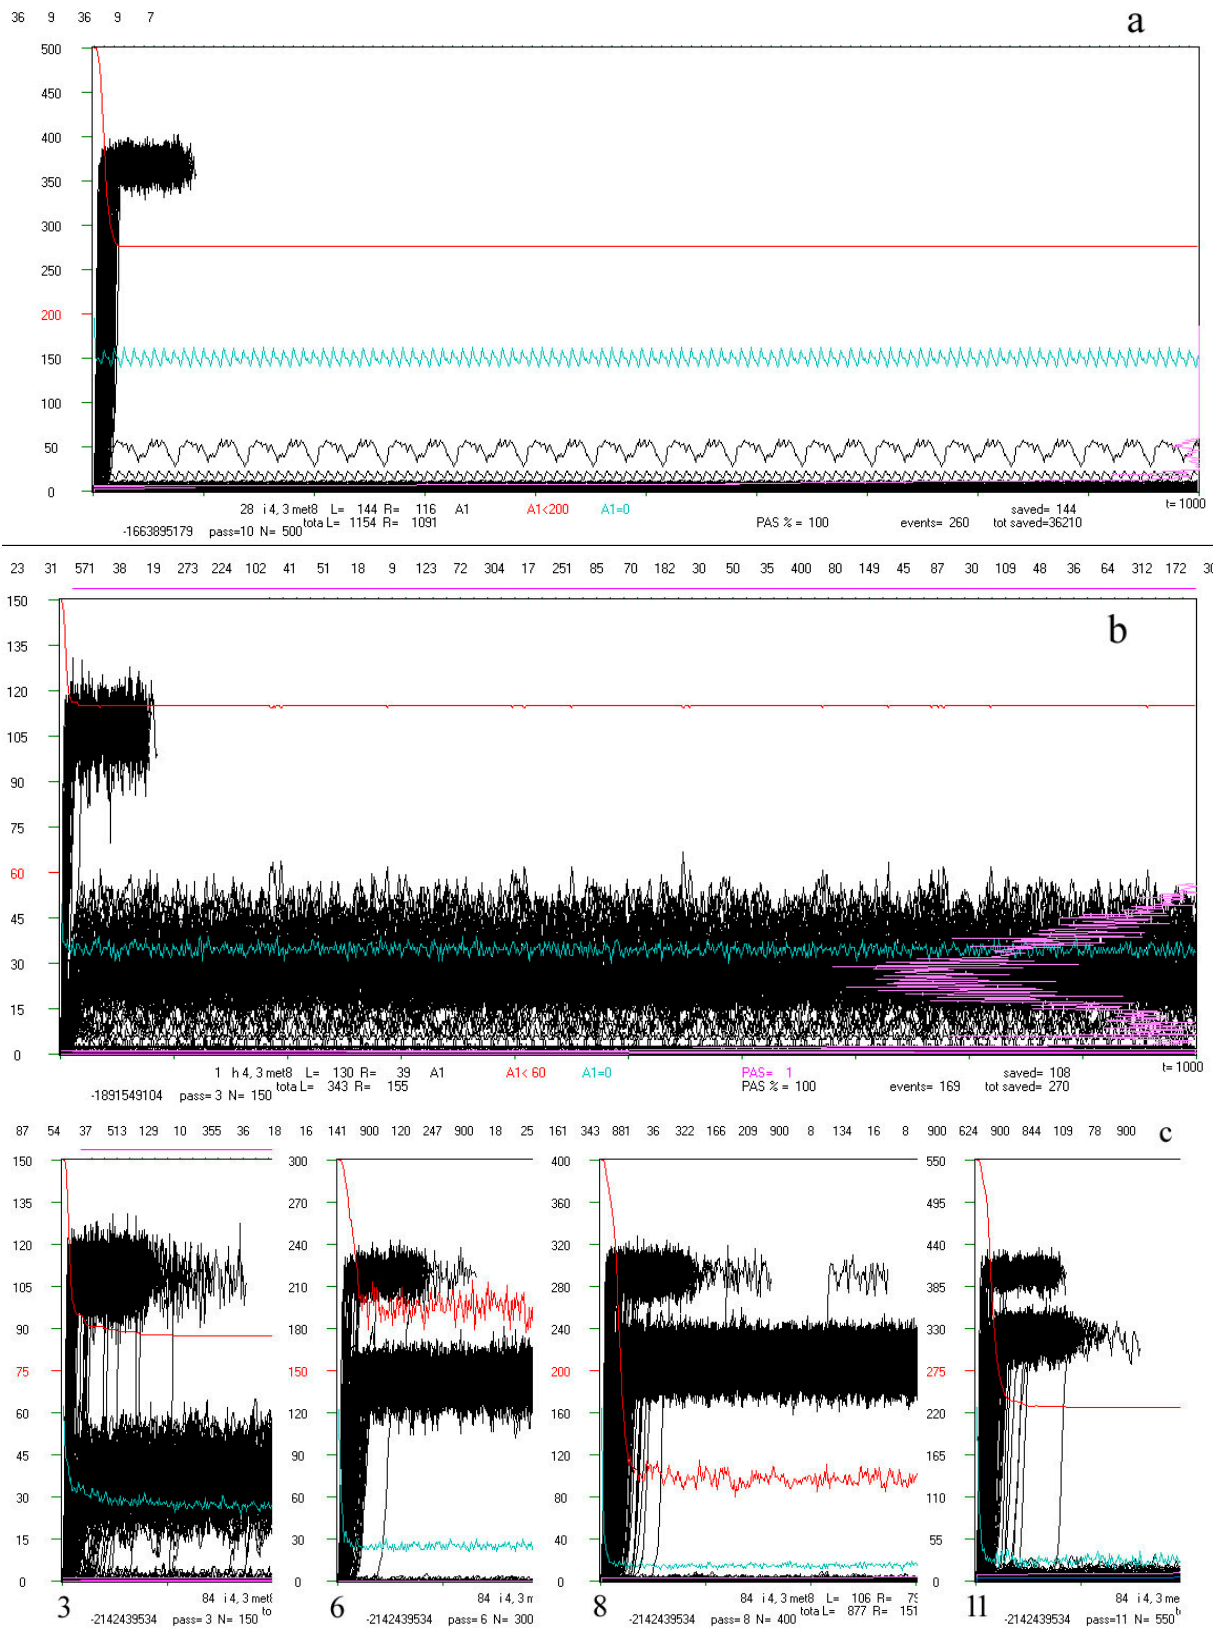 36 9 36 9 7
a
500
450
400
350
300
250
200
150
100
50
0
28 i 4, 3 met8 L= 144 R= 116 A1 A1<200 A1=0 saved= 144 t= 1000
tota L= 1154 R= 1091 PAS % = 100 events= 260 tot saved=36210
-1663895179 pass=10 N= 500
23 31 571 38 19 273 224 102 41 51 18 9 123 72 304 17 251 85 70 182 30 50 35 400 80 149 45 87 30 109 48 36 64 312 172 30
b
150
135
120
105
90
75
60
45
30
15
0
1 h 4, 3 met8 L= 130 R= 39 A1 A1< 60 A1=0 PAS= 1 saved= 108 t= 1000
tota L= 343 R= 155 PAS % = 100 events= 169 tot saved= 270
-1891549104 pass= 3 N= 150
87 54 37 513 129 10 355 36 18 16 141 900 120 247 900 18 25 161 343 881 36 322 166 209 900 8 134 16 8 900 624 900 844 109 78 900
c
150 300 400 550
135 270 360 495
120 240 320 440
105 210 280 385
90 180 240 330
75 150 200 275
60 120 160 220
45 90 120 165
30 60 80 110
15 30 40 55
0 0 0 0
84 i 4, 3 met8 84 i 4, 3 m 84 i 4, 3 met8 L= 106 R= 84 i 4, 3 me
3 -2142439534 pass= 3 N= 150 to 6 -2142439534 pass= 6 N= 300 8 -2142439534 pass= 8 N= 400 tota L= 877 R= 151 11 -2142439534 pass=11 N= 550